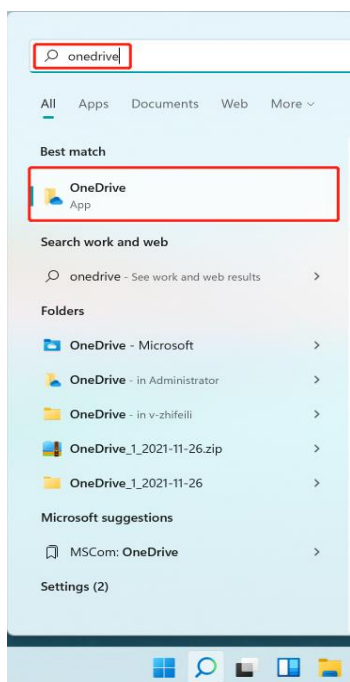 onedrive
All Apps Documents Web More
Best match
OneDrive
App
Search work and web
onedrive - See work and web results
Folders
OneDrive - Microsoft
OneDrive - in Administrator
OneDrive - in v-zhifeili
OneDrive_1_2021-11-26.zip
OneDrive_1_2021-11-26
Microsoft suggestions
MSCom: OneDrive
Settings (2)